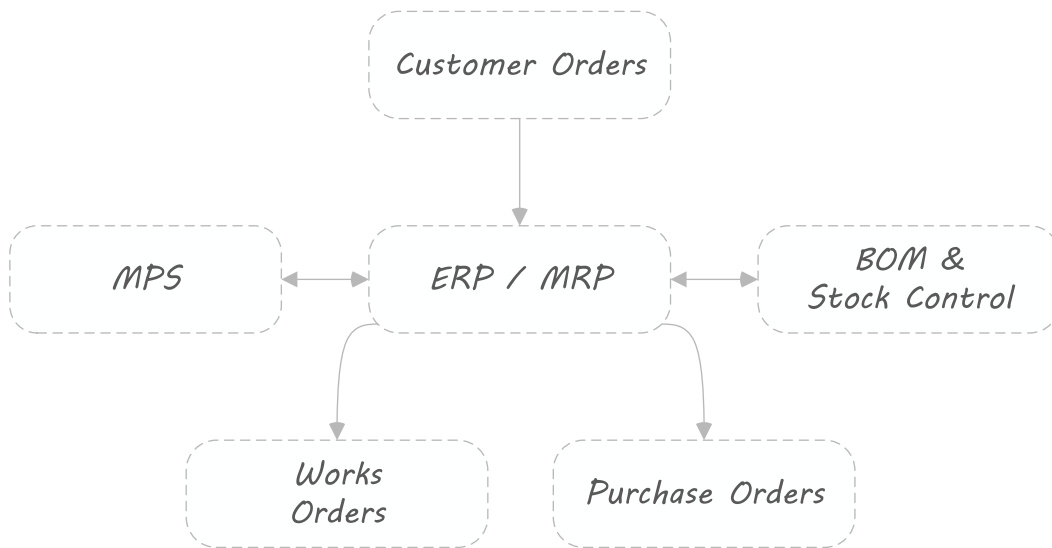 Customer Orders
MPS
ERP / MRP
BOM &
Stock Control
Works
Orders
Purchase Orders